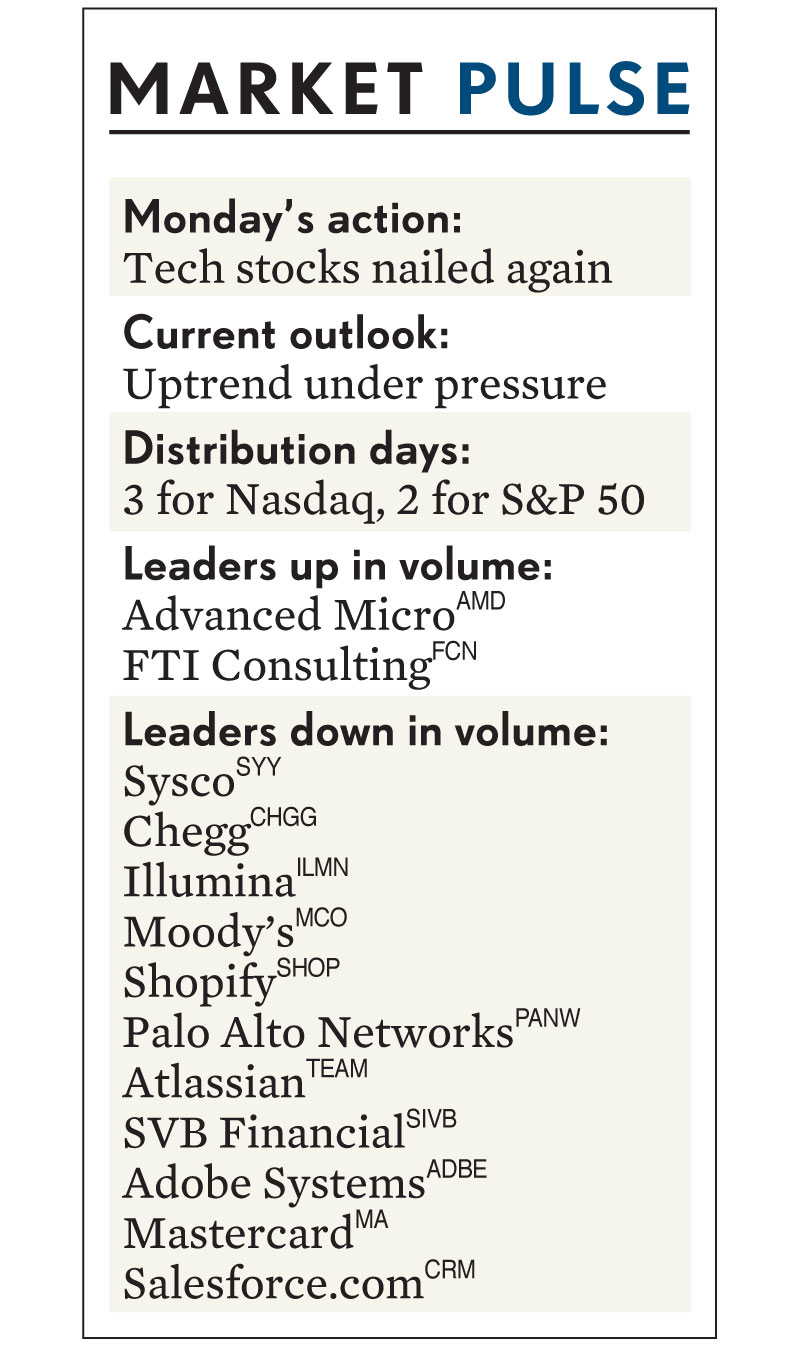 MARKET PULSE
Monday’s action:
Tech stocks nailed again
Current outlook:
Uptrend under pressure
Distribution days:
3 for Nasdaq, 2 for S&P 50
Leaders up in volume:
Advanced Micro AMD
FTI Consulting FCN
Leaders down in volume:
Sysco SYY
Chegg CHGG
Illumina ILMN
Moody’s MCO
Shopify SHOP
Palo Alto Networks PANW
Atlassian TEAM
SVB Financial SIVB
Adobe Systems ADBE
Mastercard MA
Salesforce.com CRM